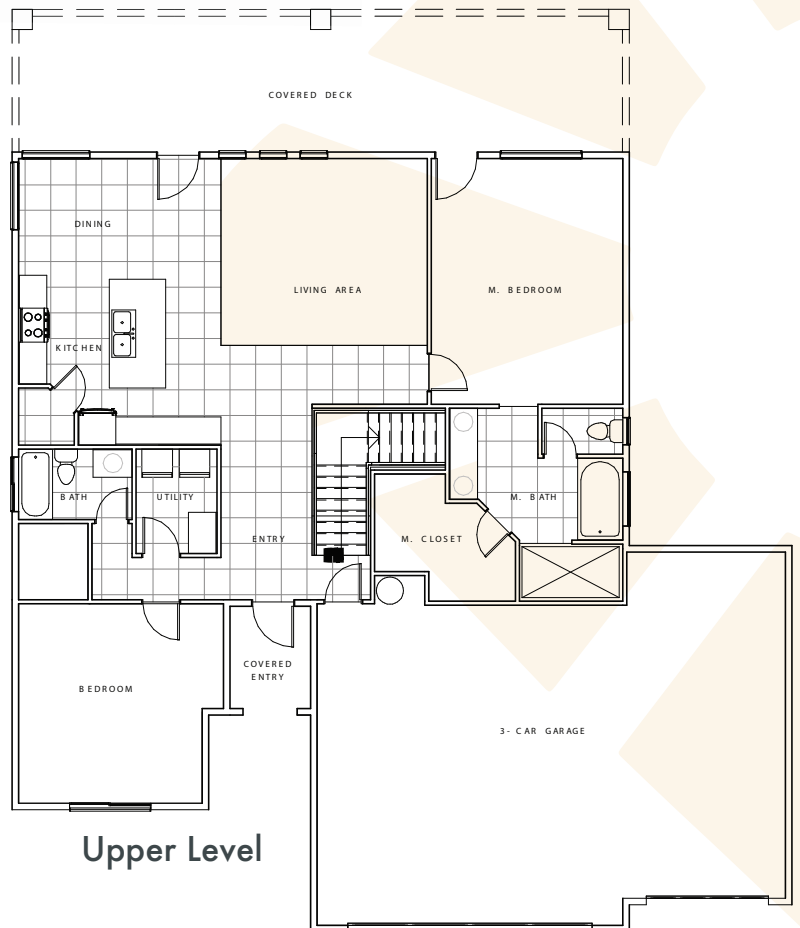 COVERED DECK
DINING
LIVING AREA
M. BEDROOM
KITCHEN
BATH
UTILITY
M. BATH
ENTRY
M. CLOSET
COVERED
ENTRY
BEDROOM
3- CAR GARAGE
Upper Level